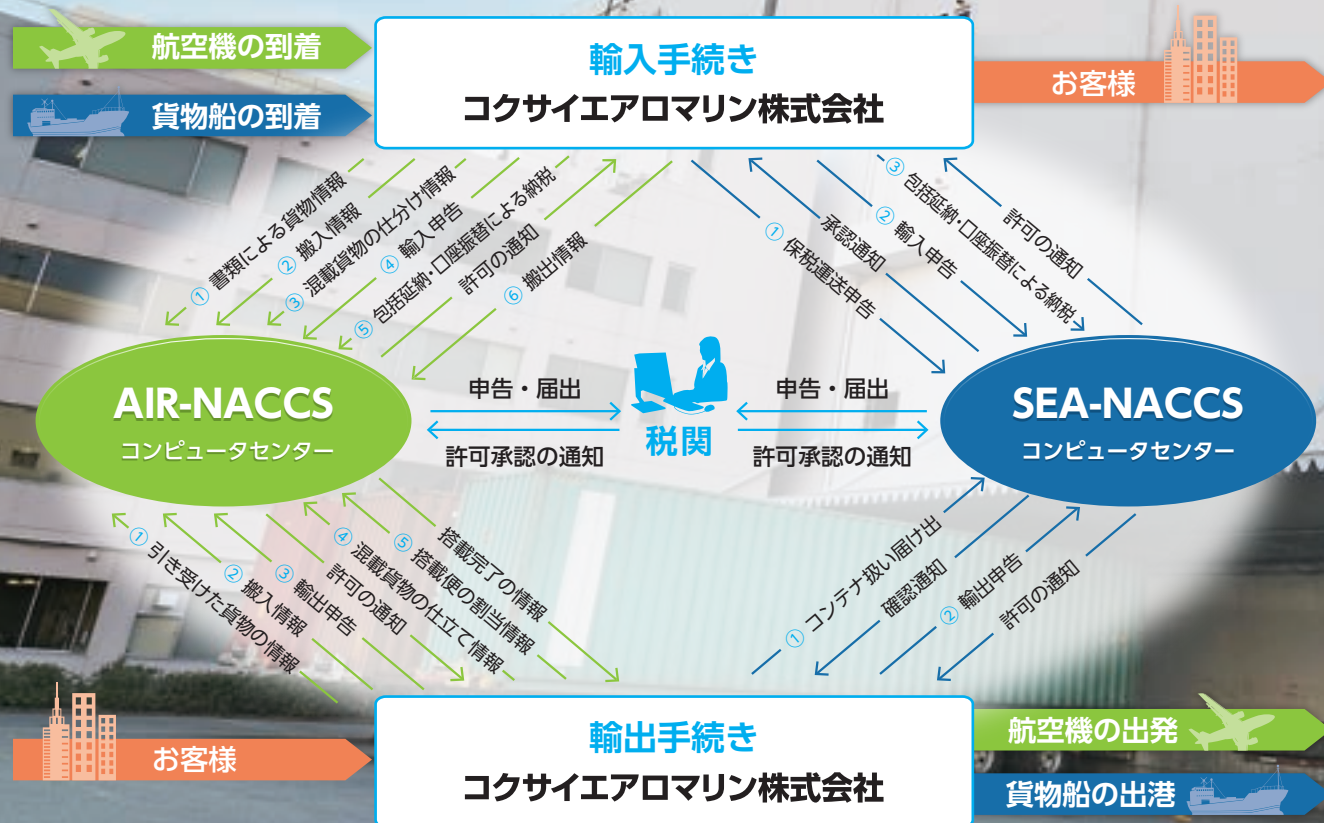 航空機の到着
貨物船の到着
輸入手続き
コクサイエアロマリン株式会社
お客様
① 書類による貨物情報
② 搬入情報
③ 混載貨物の仕分け情報
④ 輸入申告
⑤ 包括延納・口座振替による納税
許可の通知
⑥ 搬出情報
① 保税運送申告
承認通知
② 輸入申告
③ 包括延納・口座振替による納税
許可の通知
AIR-NACCS
コンピュータセンター
申告・届出
許可承認の通知
税関
申告・届出
許可承認の通知
SEA-NACCS
コンピュータセンター
① 引き受けた貨物の情報
② 搬入情報
③ 輸出申告
許可の通知
④ 混載貨物の仕立て情報
⑤ 搭載便の割当情報
搭載完了の情報
① コンテナ扱い届け出
確認通知
② 輸出申告
許可の通知
お客様
輸出手続き
コクサイエアロマリン株式会社
航空機の出発
貨物船の出港